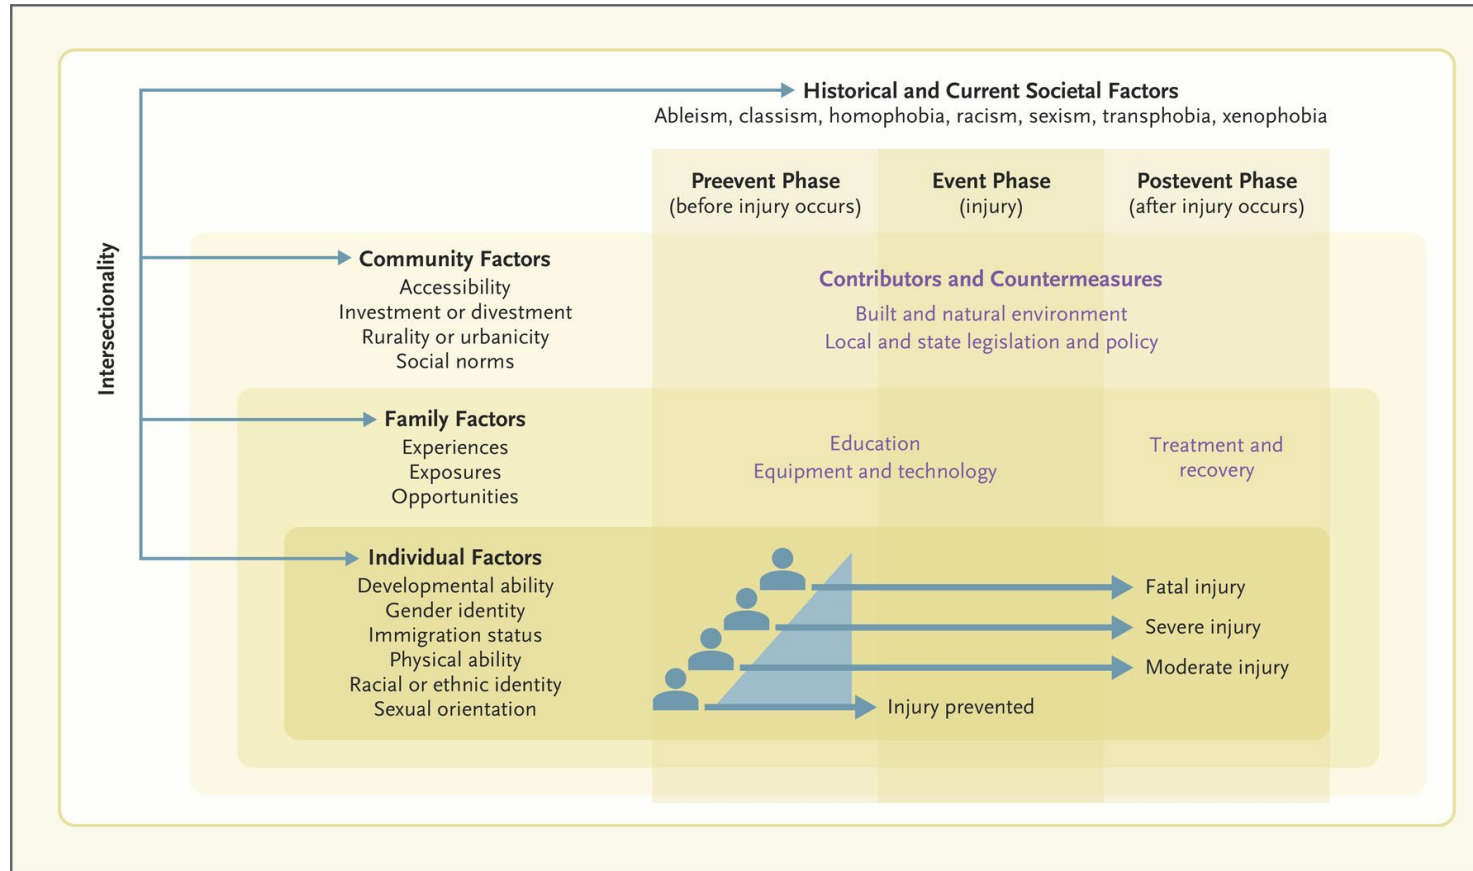 Historical and Current Societal Factors
Ableism, classism, homophobia, racism, sexism, transphobia, xenophobia
Preevent Phase
(before injury occurs)
Event Phase
(injury)
Postevent Phase
(after injury occurs)
Intersectionality
Community Factors
Accessibility
Investment or divestment
Rurality or urbanicity
Social norms
Contributors and Countermeasures
Built and natural environment
Local and state legislation and policy
Family Factors
Experiences
Exposures
Opportunities
Education
Equipment and technology
Treatment and
recovery
Individual Factors
Developmental ability
Gender identity
Immigration status
Physical ability
Racial or ethnic identity
Sexual orientation
Fatal injury
Severe injury
Moderate injury
Injury prevented